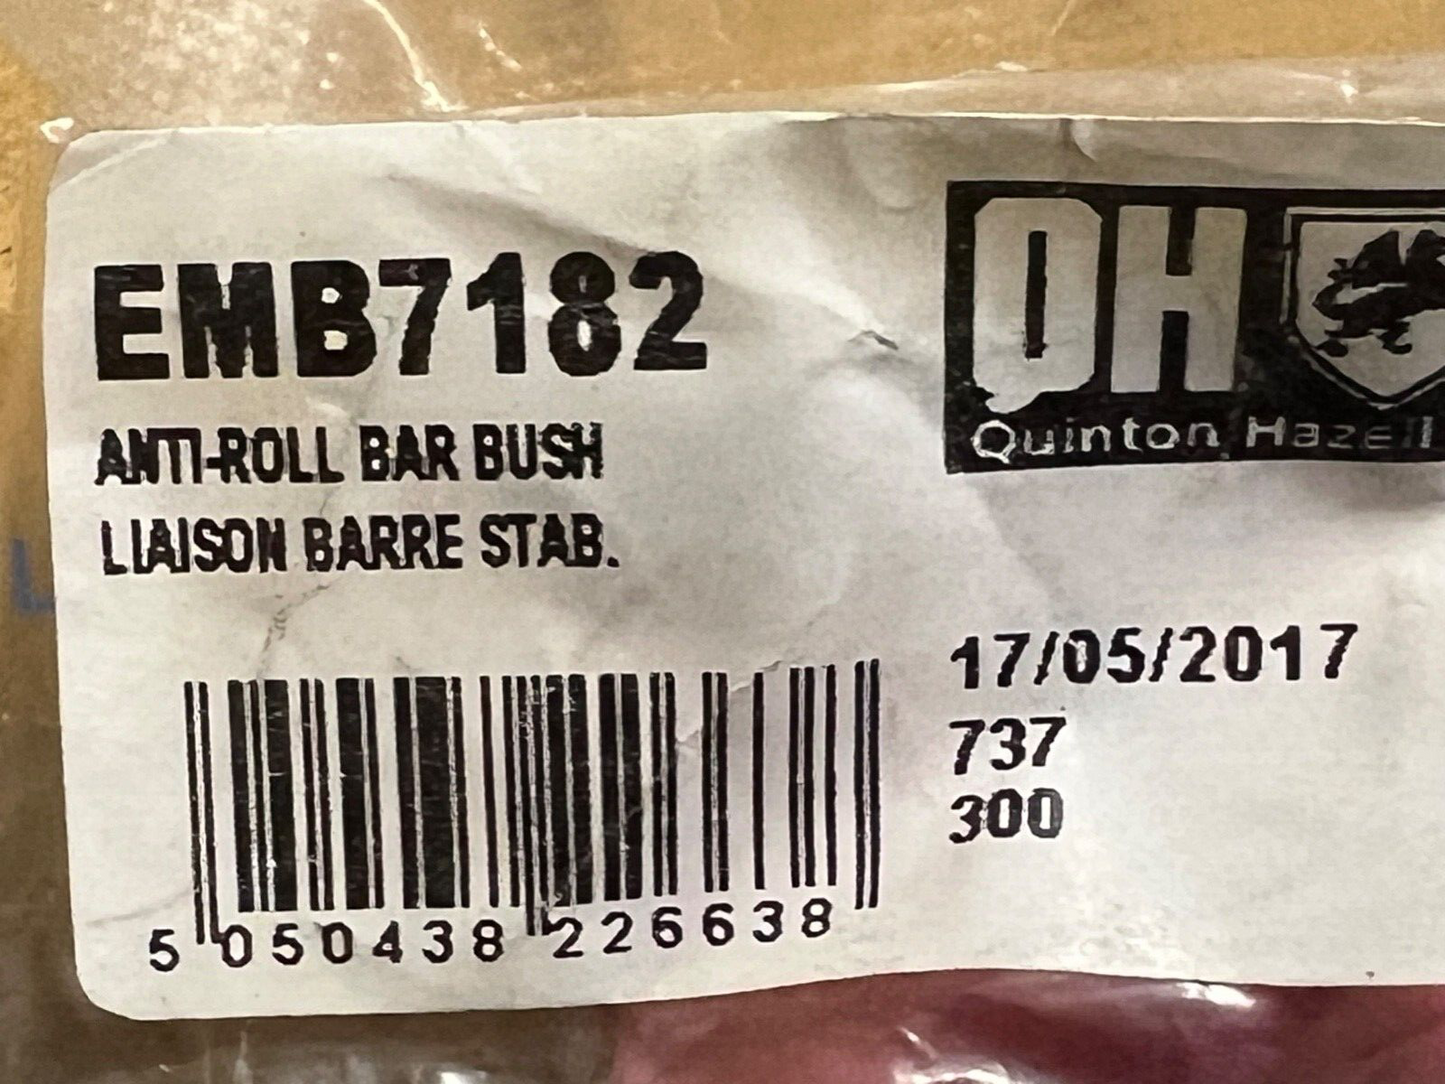 EMB7182
ANTI-ROLL BAR BUSH
LIAISON BARRE STAB.
QH
Quinton Hazell
17/05/2017
737
300
5 050438 226638